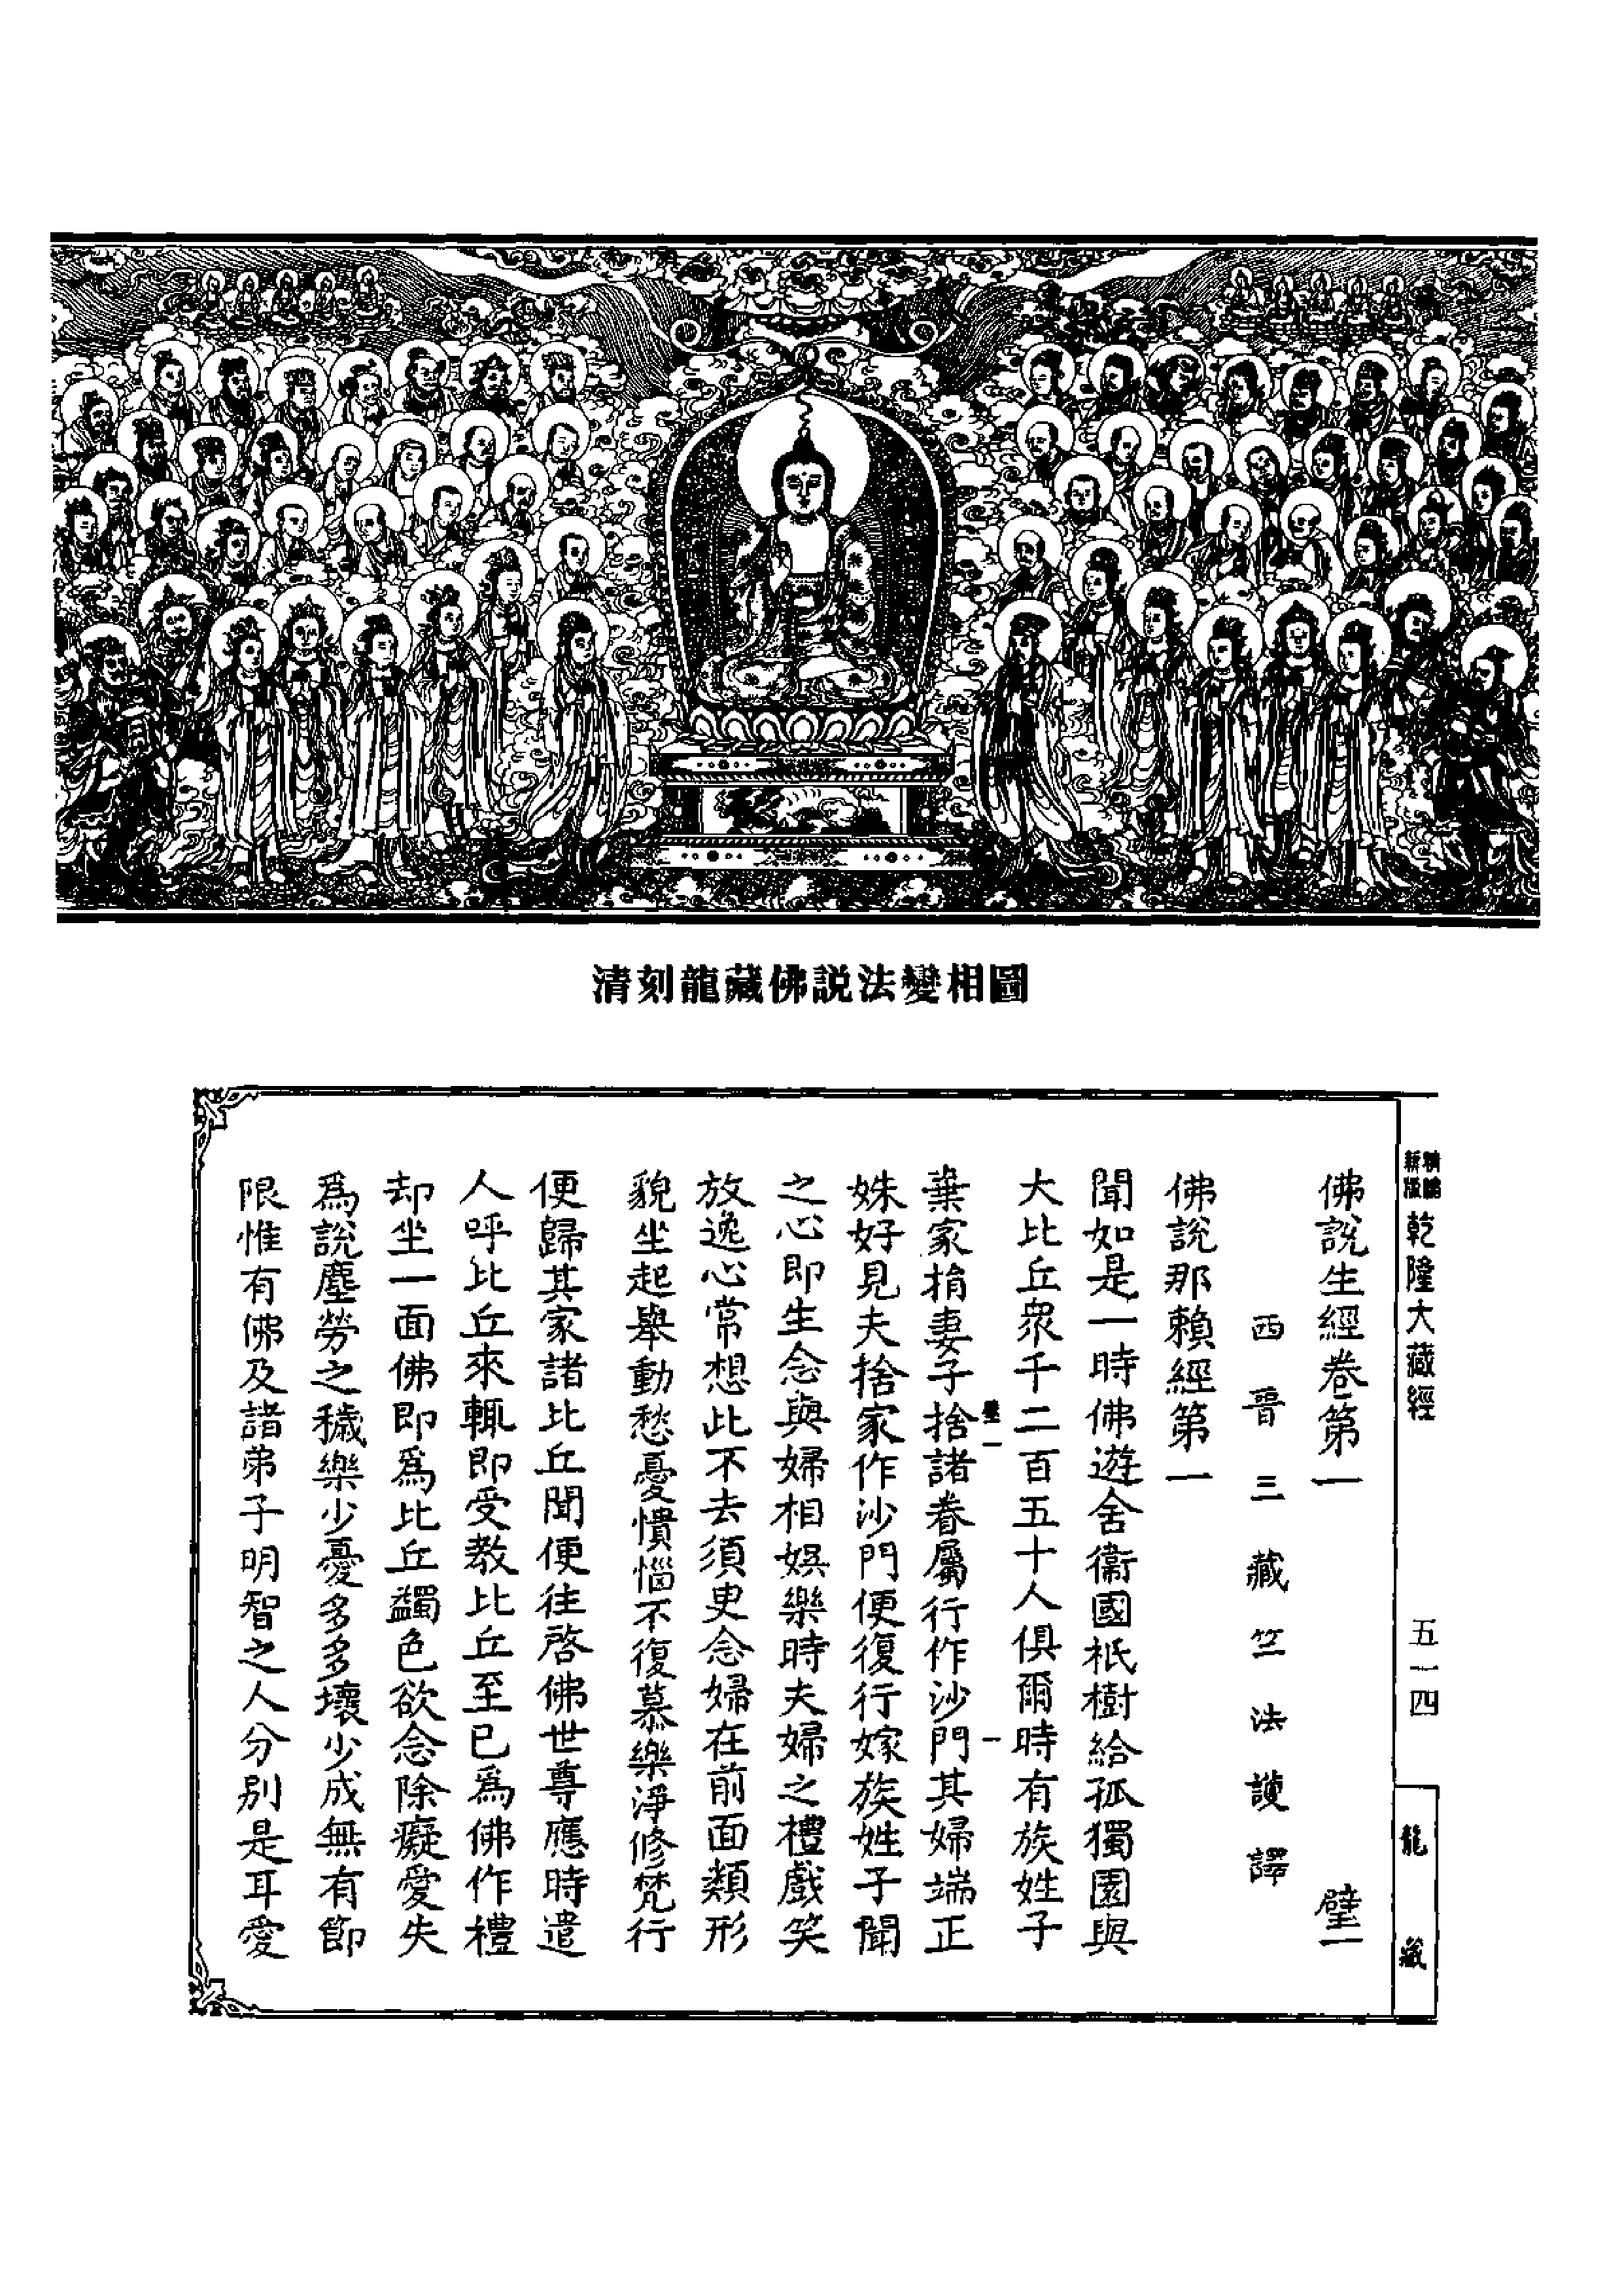 清刻龍藏佛説法變相圖
新版
精縮
乾隆大藏經
五一四
龍藏
佛說生經卷第一 璧一
西晉三藏竺法護譯
佛說那賴經第一
聞如是一時佛遊舍衞國祇樹給孤獨園與
大比丘衆千二百五十人俱爾時有族姓子
棄家捐妻子捨諸眷屬行作沙門其婦端正
璧一 一
姝好見夫捨家作沙門便復行嫁族姓子聞
之心即生念與婦相娛樂時夫婦之禮戲笑
放逸心常想此不去須臾念婦在前面類形
貌坐起舉動愁憂憒惱不復慕樂淨修梵行
便歸其家諸比丘聞便往啓佛世尊應時遣
人呼比丘來輒即受教比丘至已爲佛作禮
却坐一面佛即爲比丘蠲色欲念除癡愛失
爲說塵勞之穢樂少憂多多壞少成無有節
限惟有佛及諸弟子明智之人分別是耳愛